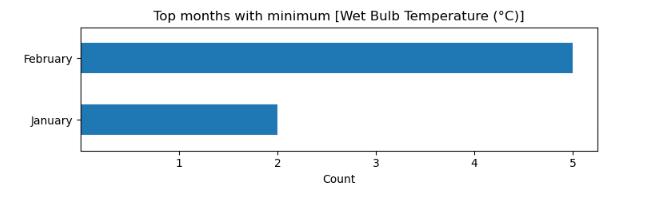 Top months with minimum [Wet Bulb Temperature (°C)]
February
January
1 2 3 4 5
Count